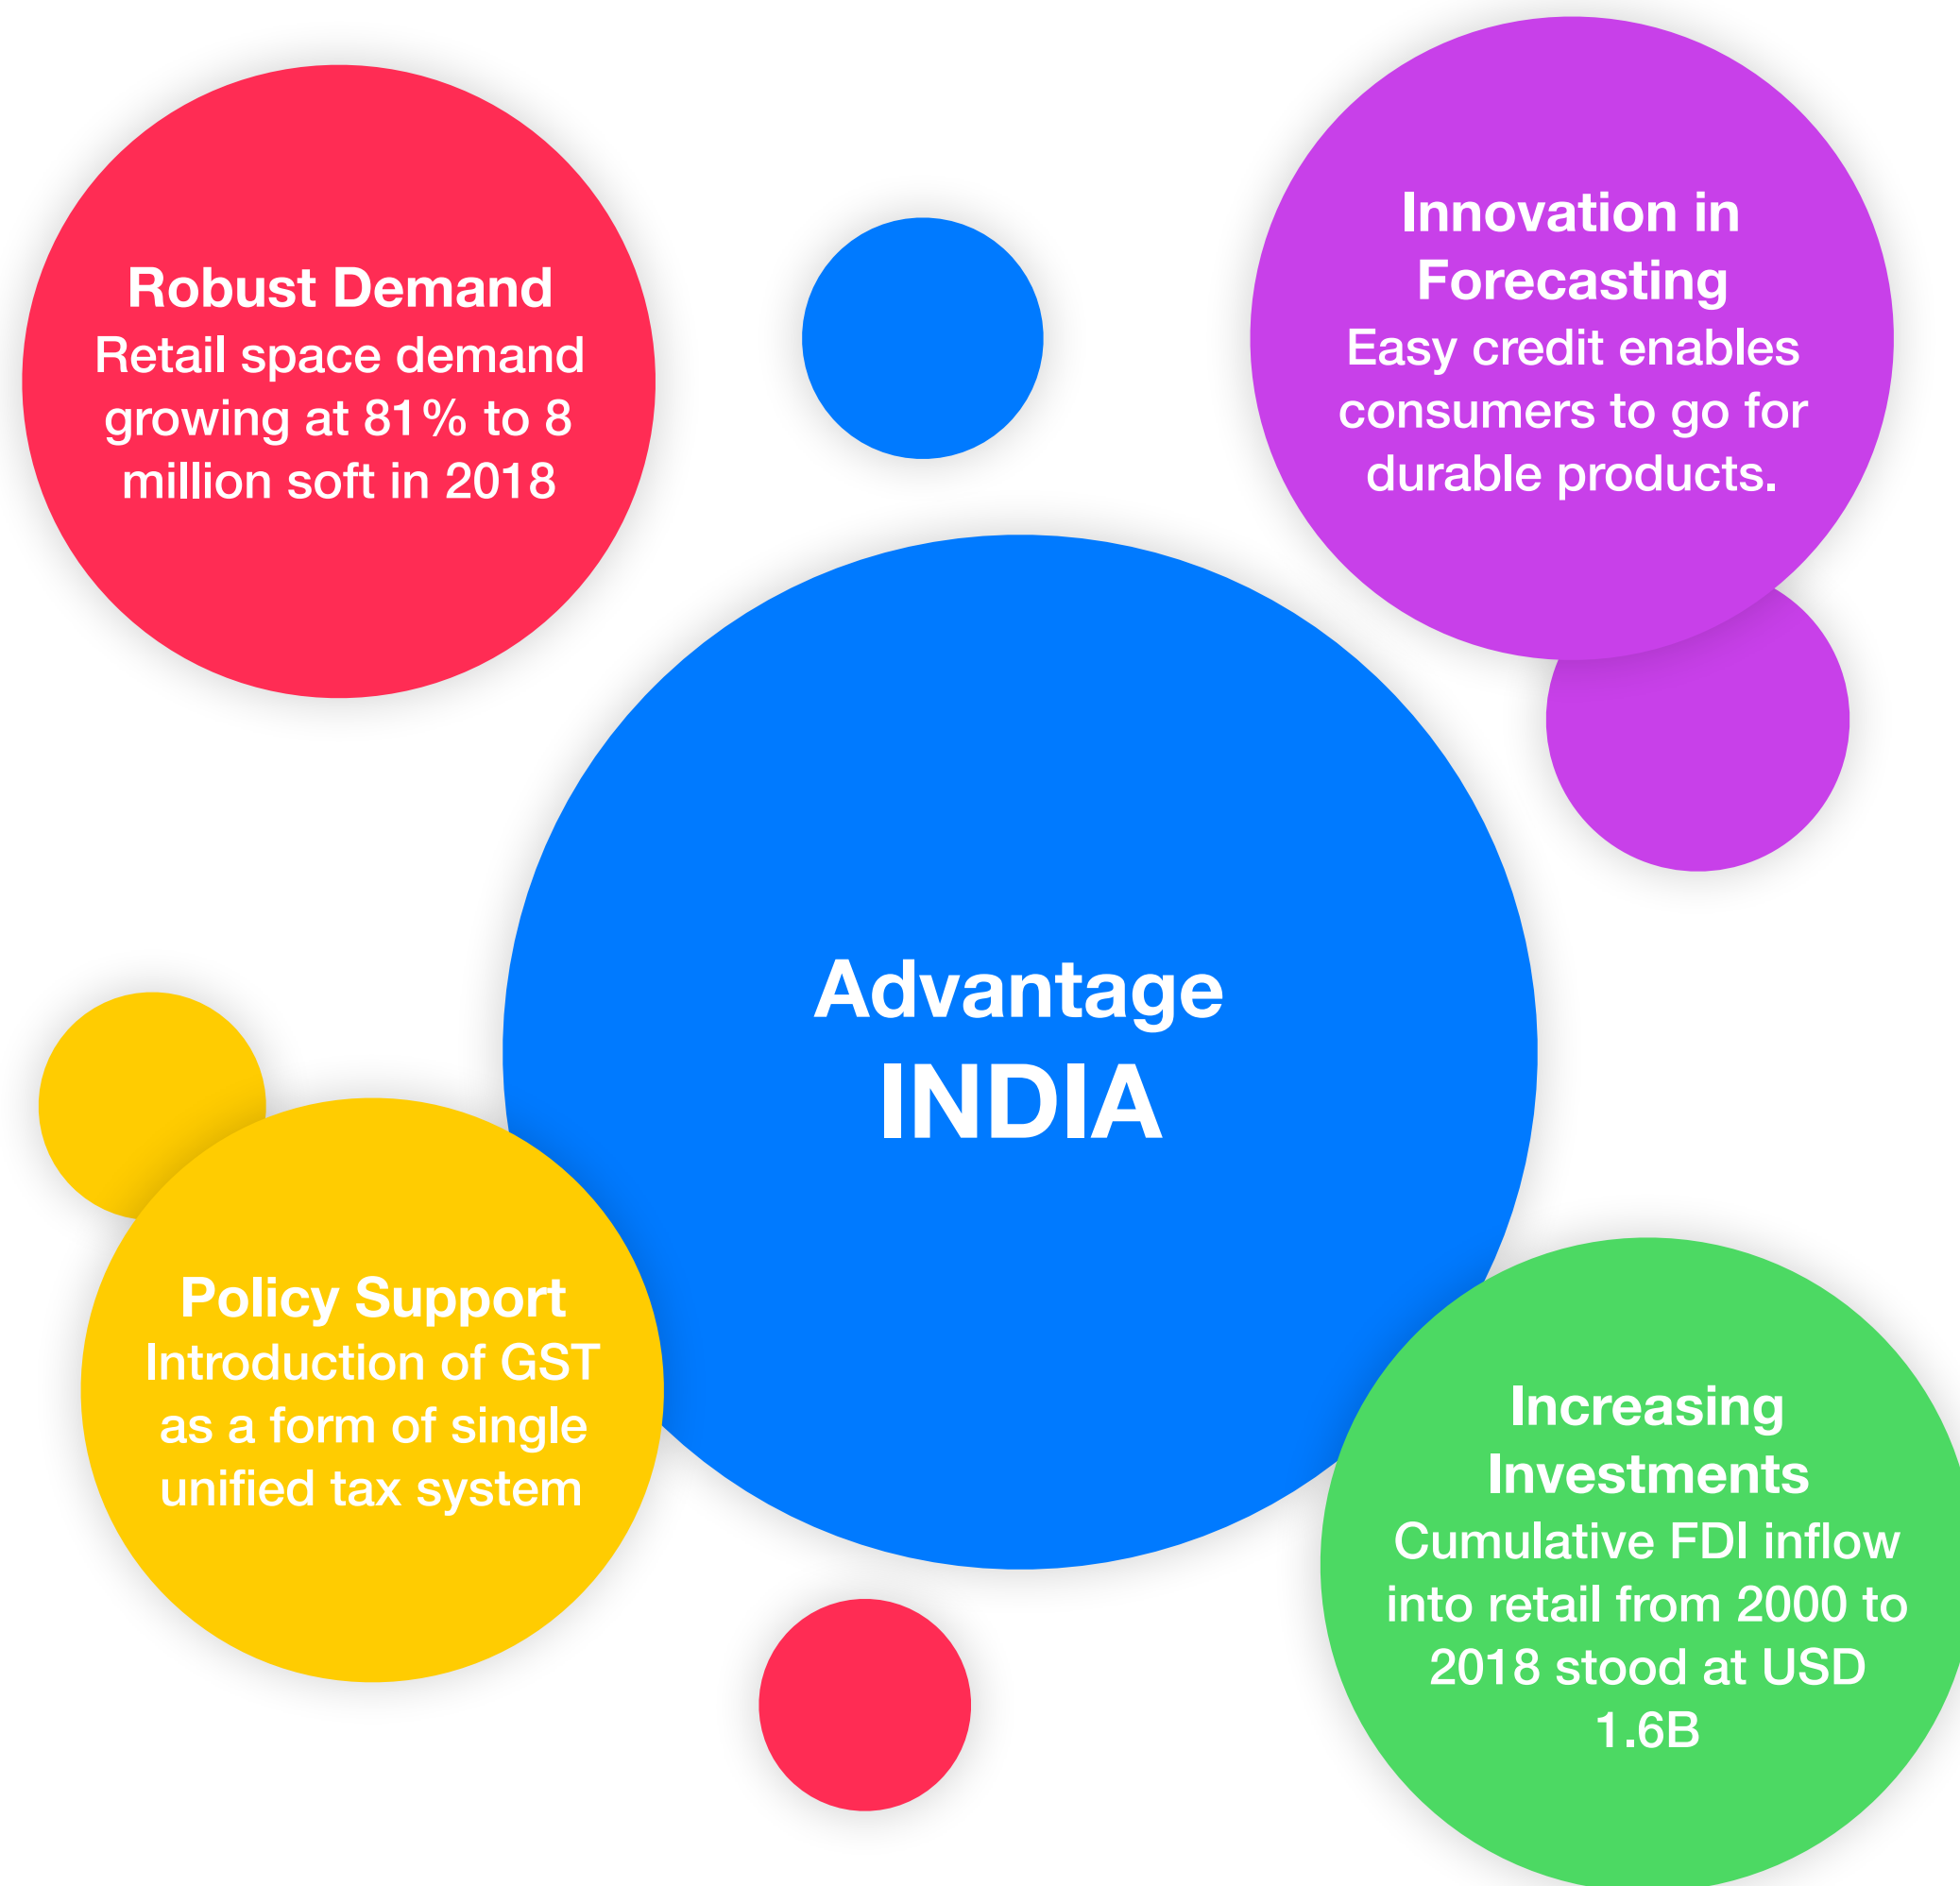 Robust Demand
Retail space demand
growing at 81% to 8
million soft in 2018
Innovation in
Forecasting
Easy credit enables
consumers to go for
durable products.
Advantage
INDIA
Policy Support
Introduction of GST
as a form of single
unified tax system
Increasing
Investments
Cumulative FDI inflow
into retail from 2000 to
2018 stood at USD
1.6B